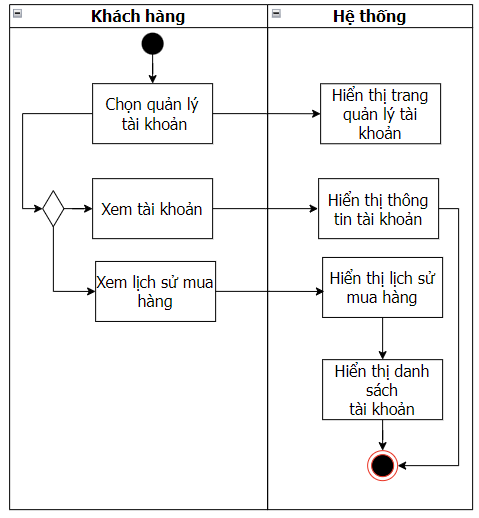 Khách hàng
Hệ thống
Chọn quản lý
tài khoản
Hiển thị trang
quản lý tài
khoản
Xem tài khoản
Hiển thị thông
tin tài khoản
Xem lịch sử mua
hàng
Hiển thị lịch sử
mua hàng
Hiển thị danh
sách
tài khoản